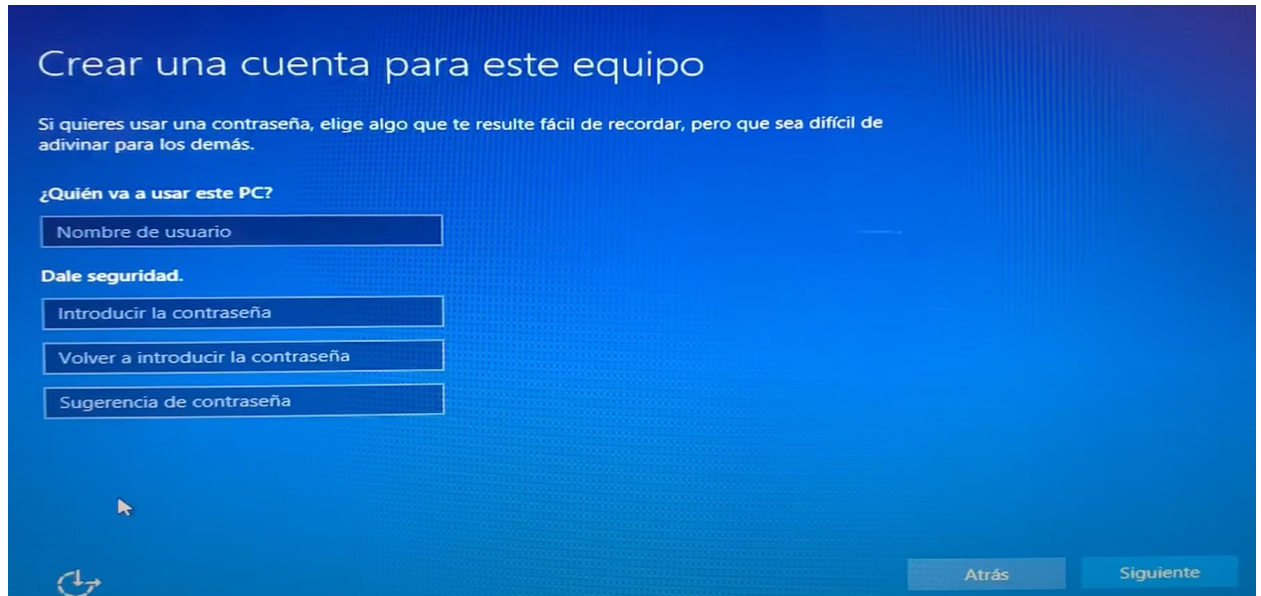 Crear una cuenta para este equipo
Si quieres usar una contraseña, elige algo que te resulte fácil de recordar, pero que sea difícil de
adivinar para los demás.
¿Quién va a usar este PC?
Nombre de usuario
Dale seguridad.
Introducir la contraseña
Volver a introducir la contraseña
Sugerencia de contraseña
Atrás
Siguiente